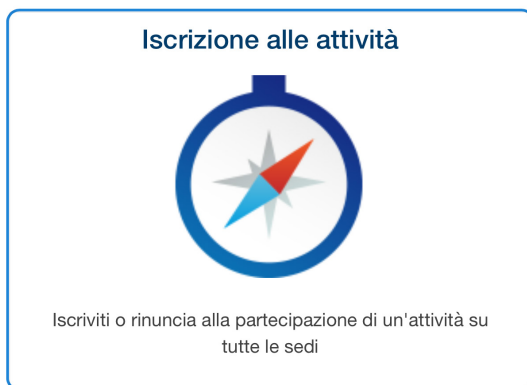 Iscrizione alle attività
Iscriviti o rinuncia alla partecipazione di un'attività su
tutte le sedi